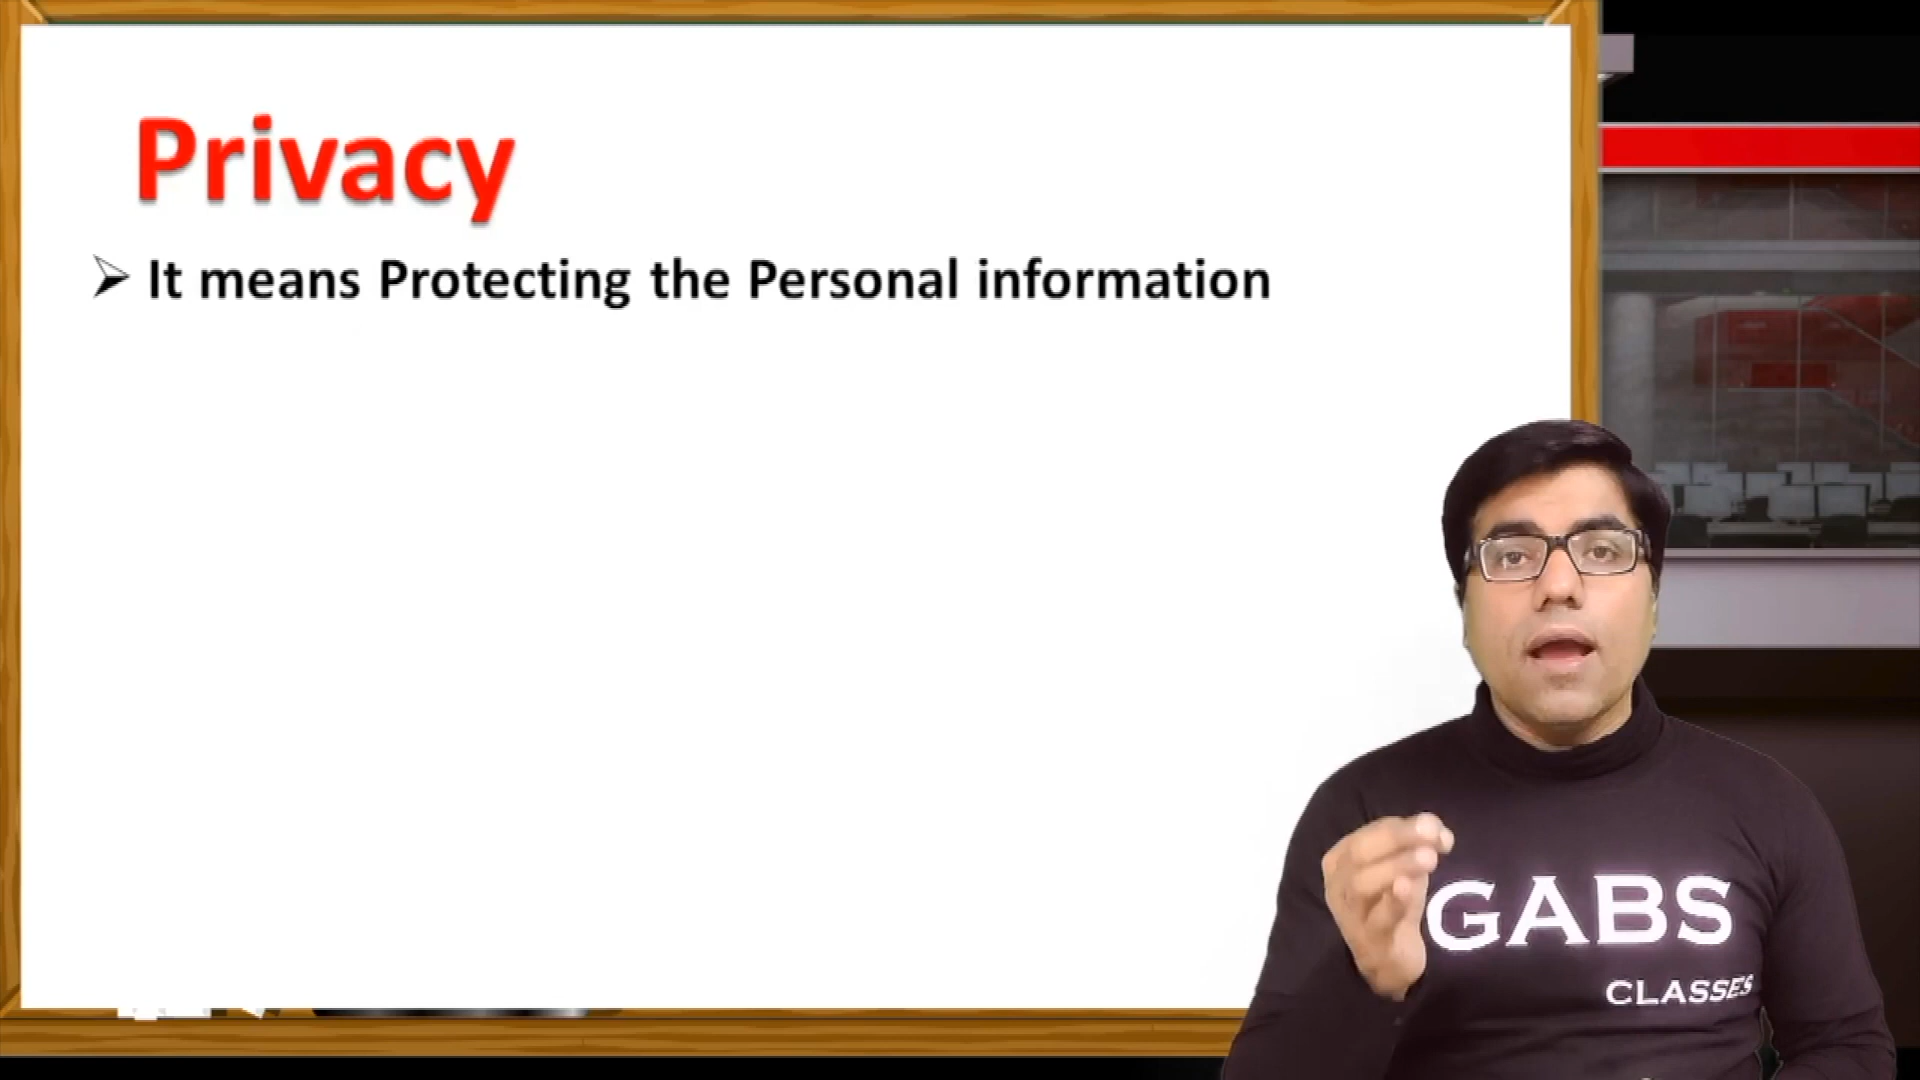 Privacy
It means Protecting the Personal information
GABS
CLASSES